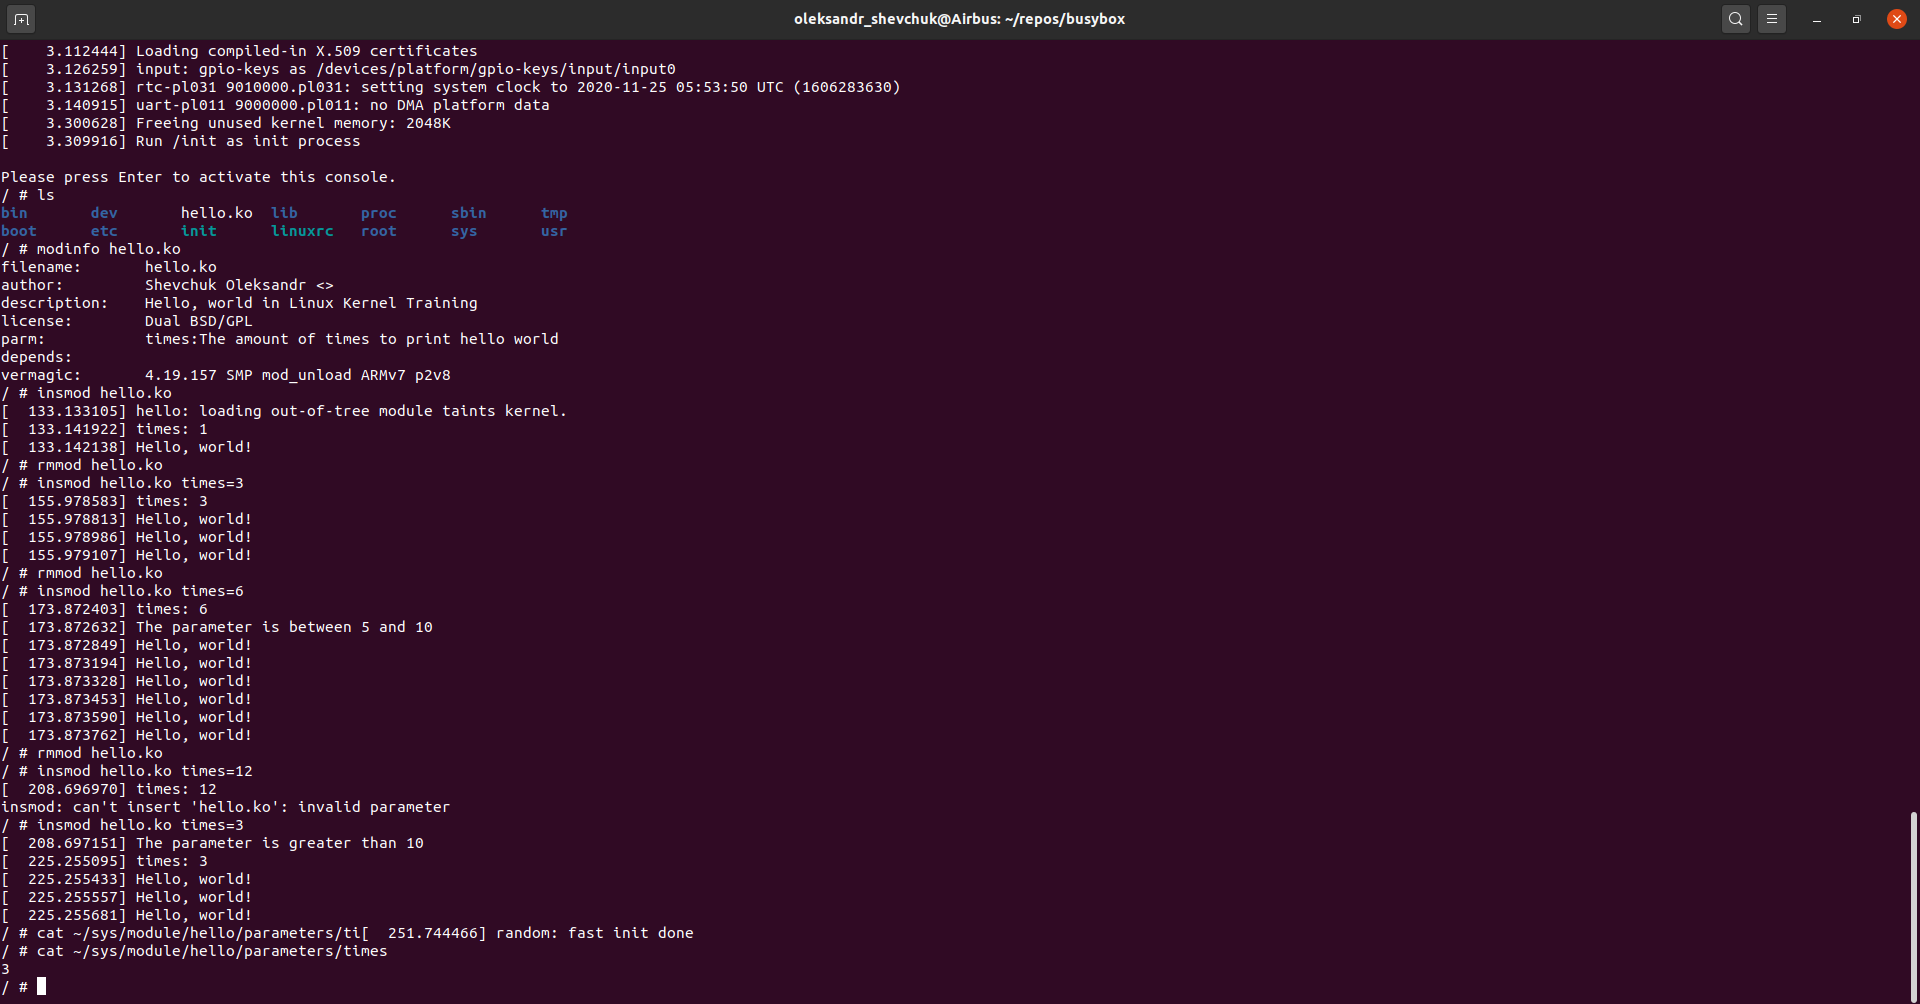 oleksandr_shevchuk@Airbus: ~/repos/busybox
[    3.112444] Loading compiled-in X.509 certificates
[    3.126259] input: gpio-keys as /devices/platform/gpio-keys/input/input0
[    3.131268] rtc-pl031 9010000.pl031: setting system clock to 2020-11-25 05:53:50 UTC (1606283630)
[    3.140915] uart-pl011 9000000.pl011: no DMA platform data
[    3.300628] Freeing unused kernel memory: 2048K
[    3.309916] Run /init as init process
Please press Enter to activate this console.
/ # ls
bin       dev       hello.ko  lib       proc      sbin      tmp
boot      etc       init      linuxrc   root      sys       usr
/ # modinfo hello.ko
filename:       hello.ko
author:         Shevchuk Oleksandr <>
description:    Hello, world in Linux Kernel Training
license:        Dual BSD/GPL
parm:           times:The amount of times to print hello world
depends:
vermagic:       4.19.157 SMP mod_unload ARMv7 p2v8
/ # insmod hello.ko
[  133.133105] hello: loading out-of-tree module taints kernel.
[  133.141922] times: 1
[  133.142138] Hello, world!
/ # rmmod hello.ko
/ # insmod hello.ko times=3
[  155.978583] times: 3
[  155.978813] Hello, world!
[  155.978986] Hello, world!
[  155.979107] Hello, world!
/ # rmmod hello.ko
/ # insmod hello.ko times=6
[  173.872403] times: 6
[  173.872632] The parameter is between 5 and 10
[  173.872849] Hello, world!
[  173.873194] Hello, world!
[  173.873328] Hello, world!
[  173.873453] Hello, world!
[  173.873590] Hello, world!
[  173.873762] Hello, world!
/ # rmmod hello.ko
/ # insmod hello.ko times=12
[  208.696970] times: 12
insmod: can't insert 'hello.ko': invalid parameter
/ # insmod hello.ko times=3
[  208.697151] The parameter is greater than 10
[  225.255095] times: 3
[  225.255433] Hello, world!
[  225.255557] Hello, world!
[  225.255681] Hello, world!
/ # cat ~/sys/module/hello/parameters/ti[  251.744466] random: fast init done
/ # cat ~/sys/module/hello/parameters/times
3
/ #